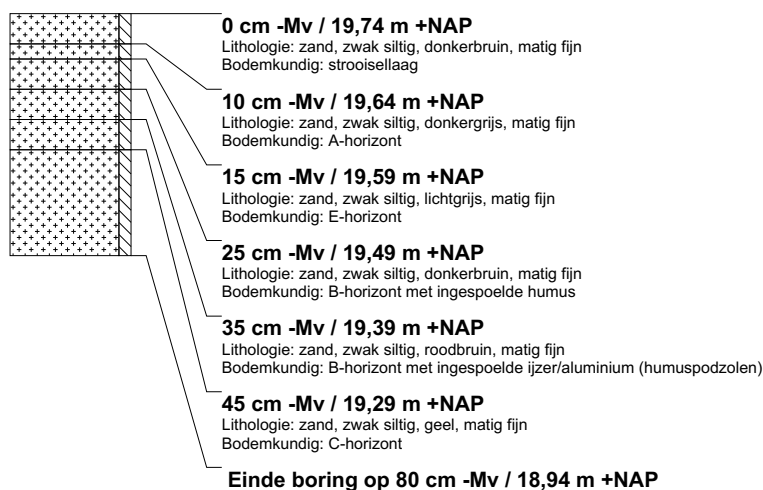 0 cm -Mv / 19,74 m +NAP
Lithologie: zand, zwak siltig, donkerbruin, matig fijn
Bodemkundig: strooisellaag
10 cm -Mv / 19,64 m +NAP
Lithologie: zand, zwak siltig, donkergrijs, matig fijn
Bodemkundig: A-horizont
15 cm -Mv / 19,59 m +NAP
Lithologie: zand, zwak siltig, lichtgrijs, matig fijn
Bodemkundig: E-horizont
25 cm -Mv / 19,49 m +NAP
Lithologie: zand, zwak siltig, donkerbruin, matig fijn
Bodemkundig: B-horizont met ingespoelde humus
35 cm -Mv / 19,39 m +NAP
Lithologie: zand, zwak siltig, roodbruin, matig fijn
Bodemkundig: B-horizont met ingespoelde ijzer/aluminium (humuspodzolen)
45 cm -Mv / 19,29 m +NAP
Lithologie: zand, zwak siltig, geel, matig fijn
Bodemkundig: C-horizont
Einde boring op 80 cm -Mv / 18,94 m +NAP